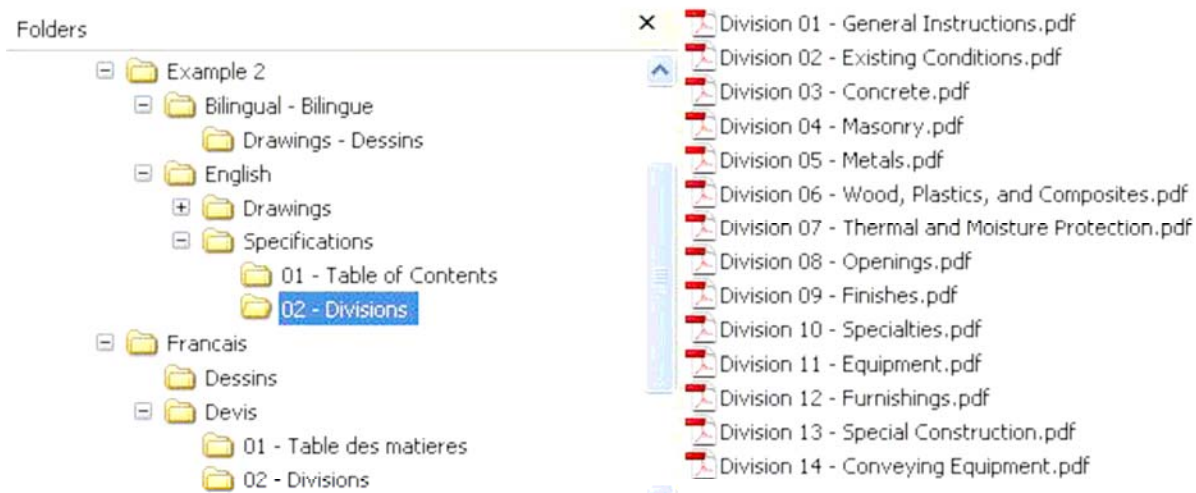 Folders
Example 2
Bilingual - Bilingue
Drawings - Dessins
English
Drawings
Specifications
01 - Table of Contents
02 - Divisions
Francais
Dessins
Devis
01 - Table des matieres
02 - Divisions
Division 01 - General Instructions.pdf
Division 02 - Existing Conditions.pdf
Division 03 - Concrete.pdf
Division 04 - Masonry.pdf
Division 05 - Metals.pdf
Division 06 - Wood, Plastics, and Composites.pdf
Division 07 - Thermal and Moisture Protection.pdf
Division 08 - Openings.pdf
Division 09 - Finishes.pdf
Division 10 - Specialties.pdf
Division 11 - Equipment.pdf
Division 12 - Furnishings.pdf
Division 13 - Special Construction.pdf
Division 14 - Conveying Equipment.pdf